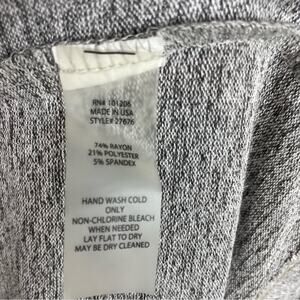 RN# 101206
MADE IN USA
STYLE# 27676
74% RAYON
21% POLYESTER
5% SPANDEX
HAND WASH COLD
ONLY
NON-CHLORINE BLEACH
WHEN NEEDED
LAY FLAT TO DRY
MAY BE DRY CLEANED